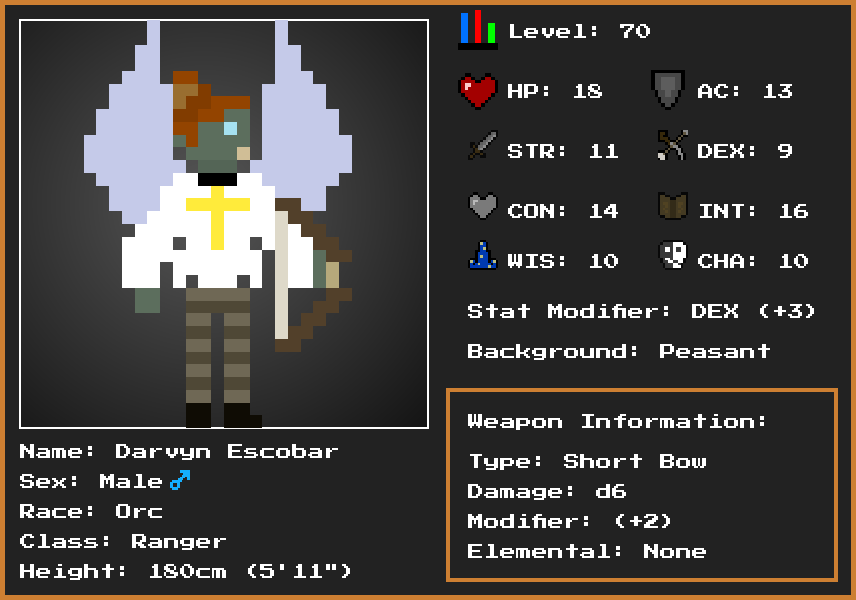 Level: 70
HP: 18 AC: 13
STR: 11 DEX: 9
CON: 14 INT: 16
WIS: 10 CHA: 10
Stat Modifier: DEX (+3)
Background: Peasant
Weapon Information:
Type: Short Bow
Damage: d6
Modifier: (+2)
Elemental: None
Name: Darvyn Escobar
Sex: Male♂
Race: Orc
Class: Ranger
Height: 180cm (5'11")